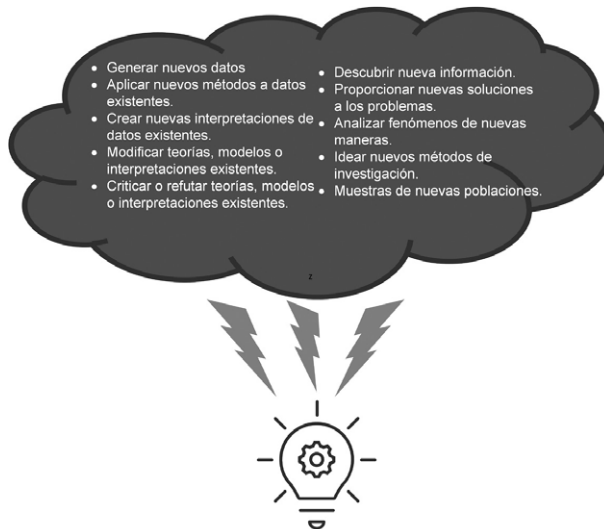 • Generar nuevos datos
• Aplicar nuevos métodos a datos
existentes.
• Crear nuevas interpretaciones de
datos existentes.
• Modificar teorías, modelos o
interpretaciones existentes.
• Criticar o refutar teorías, modelos
o interpretaciones existentes.
• Descubrir nueva información.
• Proporcionar nuevas soluciones
a los problemas.
• Analizar fenómenos de nuevas
maneras.
• Idear nuevos métodos de
investigación.
• Muestras de nuevas poblaciones.